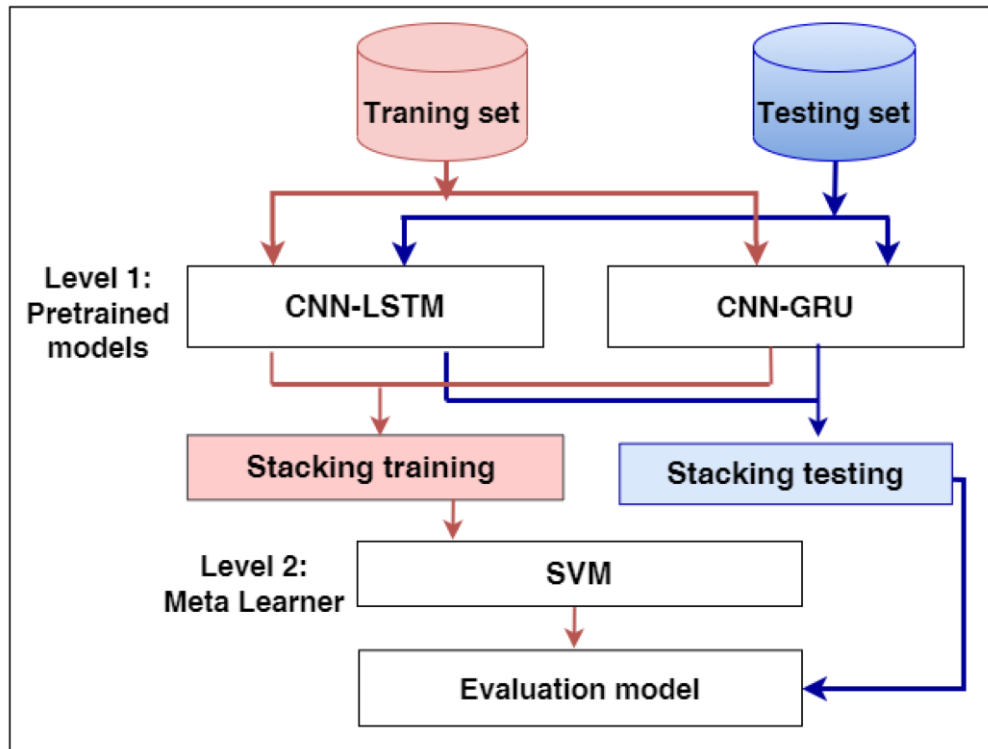 Traning set
Testing set
Level 1:
Pretrained
models
CNN-LSTM
CNN-GRU
Stacking training
Stacking testing
Level 2:
Meta Learner
SVM
Evaluation model